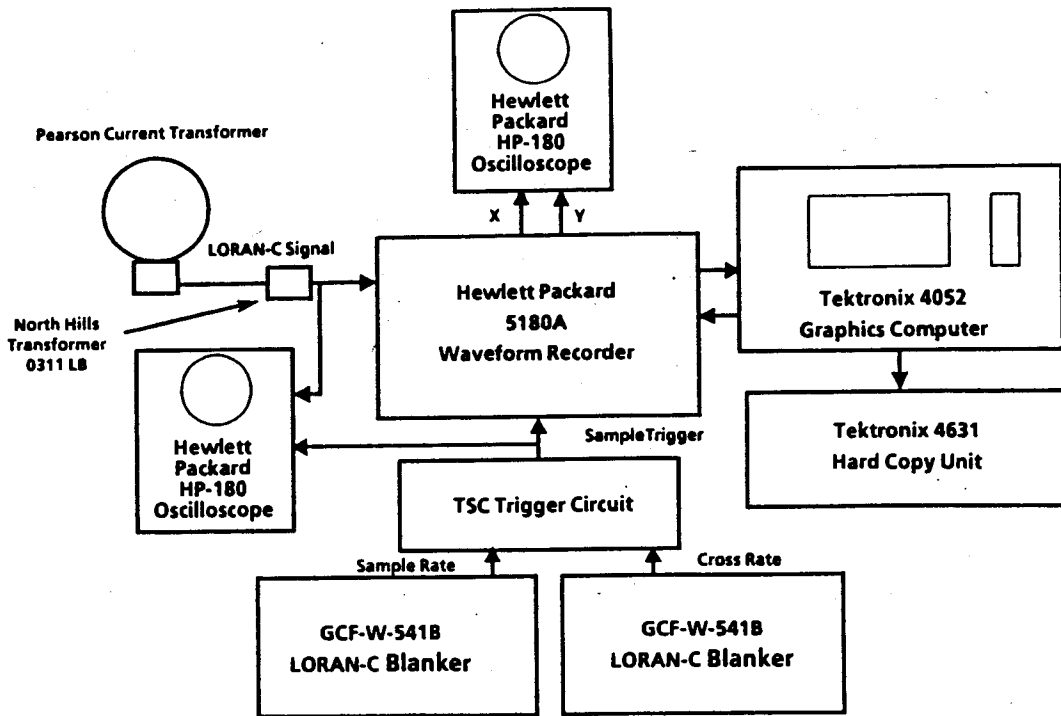 Hewlett
Packard
HP-180
Oscilloscope
Pearson Current Transformer
X
Y
LORAN-C Signal
Hewlett Packard
5180A
Waveform Recorder
Tektronix 4052
Graphics Computer
North Hills
Transformer
0311 LB
Hewlett
Packard
HP-180
Oscilloscope
SampleTrigger
Tektronix 4631
Hard Copy Unit
TSC Trigger Circuit
Sample Rate
Cross Rate
GCF-W-541B
LORAN-C Blanker
GCF-W-541B
LORAN-C Blanker